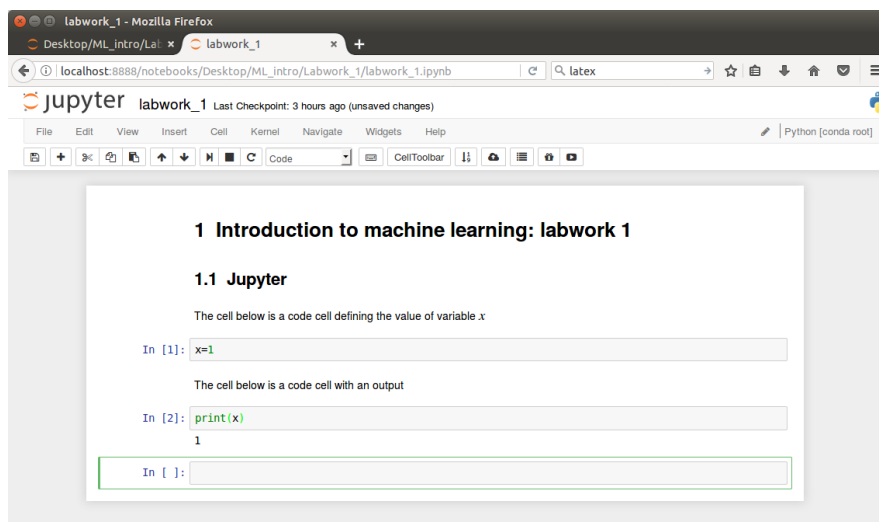 labwork_1 - Mozilla Firefox
Desktop/ML_intro/Lab × labwork_1 × +
localhost:8888/notebooks/Desktop/ML_intro/Labwork_1/labwork_1.ipynb latex
jupyter labwork_1 Last Checkpoint: 3 hours ago (unsaved changes)
File Edit View Insert Cell Kernel Navigate Widgets Help Python [conda root]
Code CellToolbar
1 Introduction to machine learning: labwork 1
1.1 Jupyter
The cell below is a code cell defining the value of variable x
In [1]: x=1
The cell below is a code cell with an output
In [2]: print(x)
1
In [ ]: